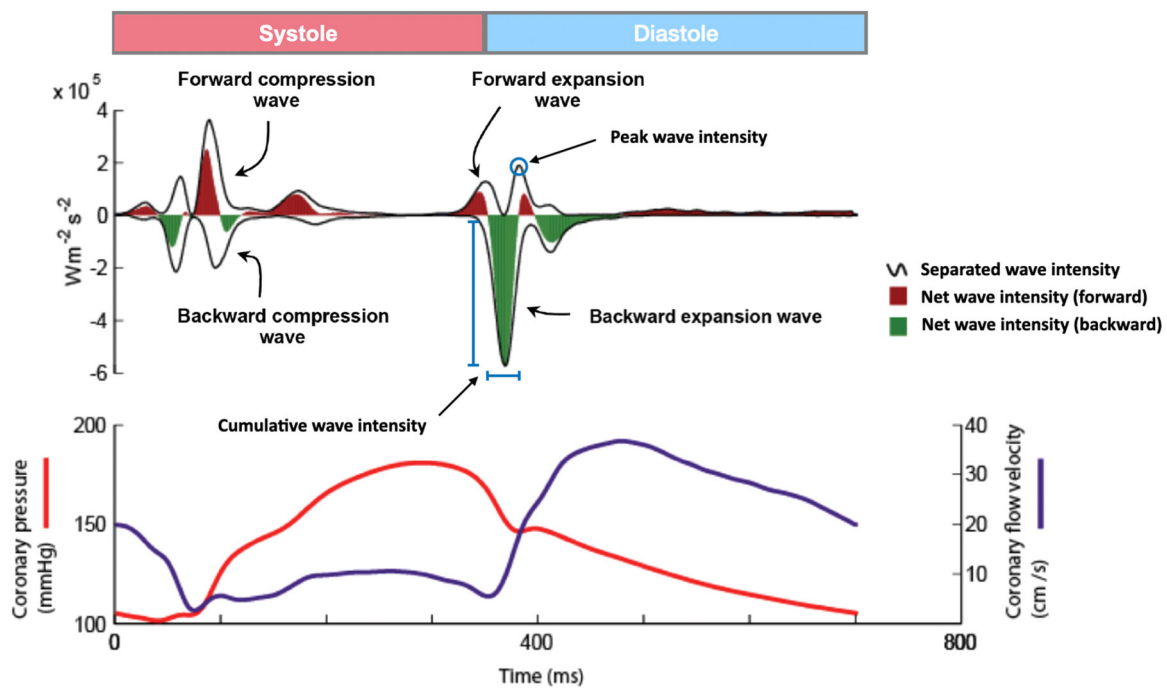 Systole
Diastole
x 10⁵
Forward compression
wave
Forward expansion
wave
Peak wave intensity
4
2
0
-2
-4
-6
Wm⁻² s⁻²
Backward compression
wave
Backward expansion wave
Cumulative wave intensity
Separated wave intensity
Net wave intensity (forward)
Net wave intensity (backward)
200
150
100
Coronary pressure
(mmHg)
40
30
20
10
0
Coronary flow velocity
(cm /s)
0
400
800
Time (ms)